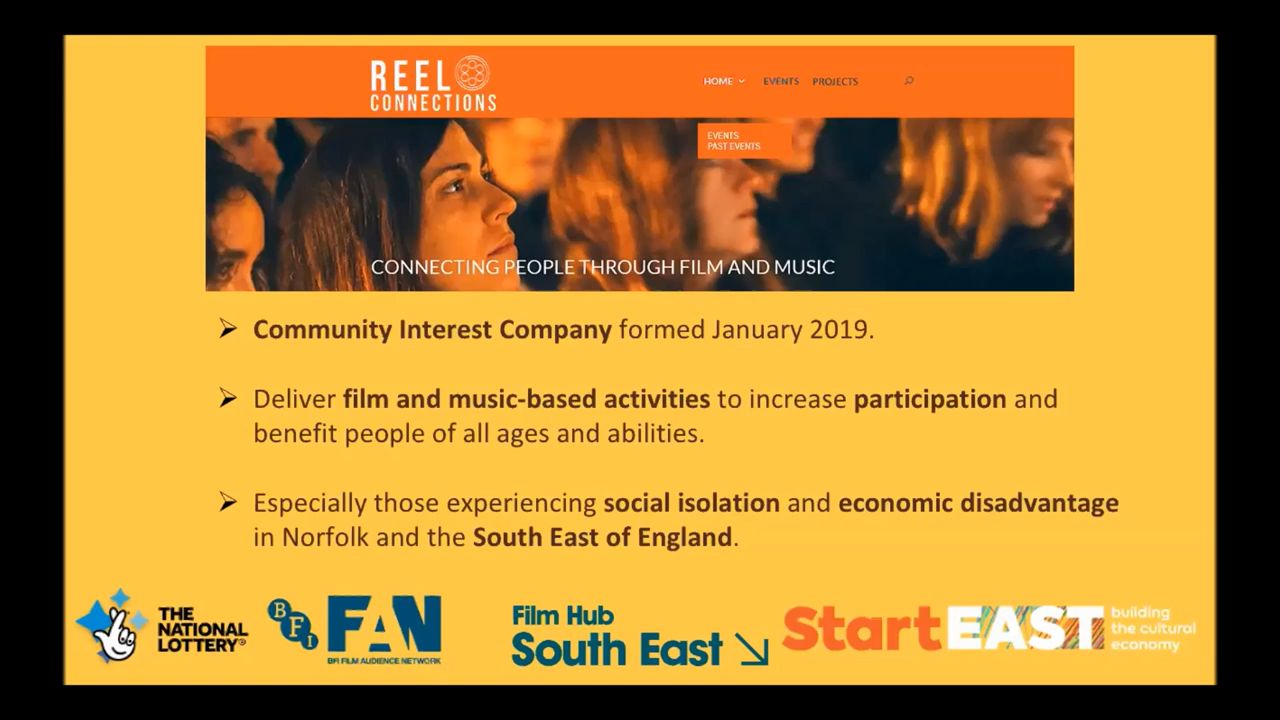 REEL
CONNECTIONS
HOME EVENTS PROJECTS
EVENTS
PAST EVENTS
CONNECTING PEOPLE THROUGH FILM AND MUSIC
Community Interest Company formed January 2019.
Deliver film and music-based activities to increase participation and
benefit people of all ages and abilities.
Especially those experiencing social isolation and economic disadvantage
in Norfolk and the South East of England.
THE
NATIONAL
LOTTERY®
BFI
FAN
BFI FILM AUDIENCE NETWORK
Film Hub
South East
StartEAST
building
the cultural
economy